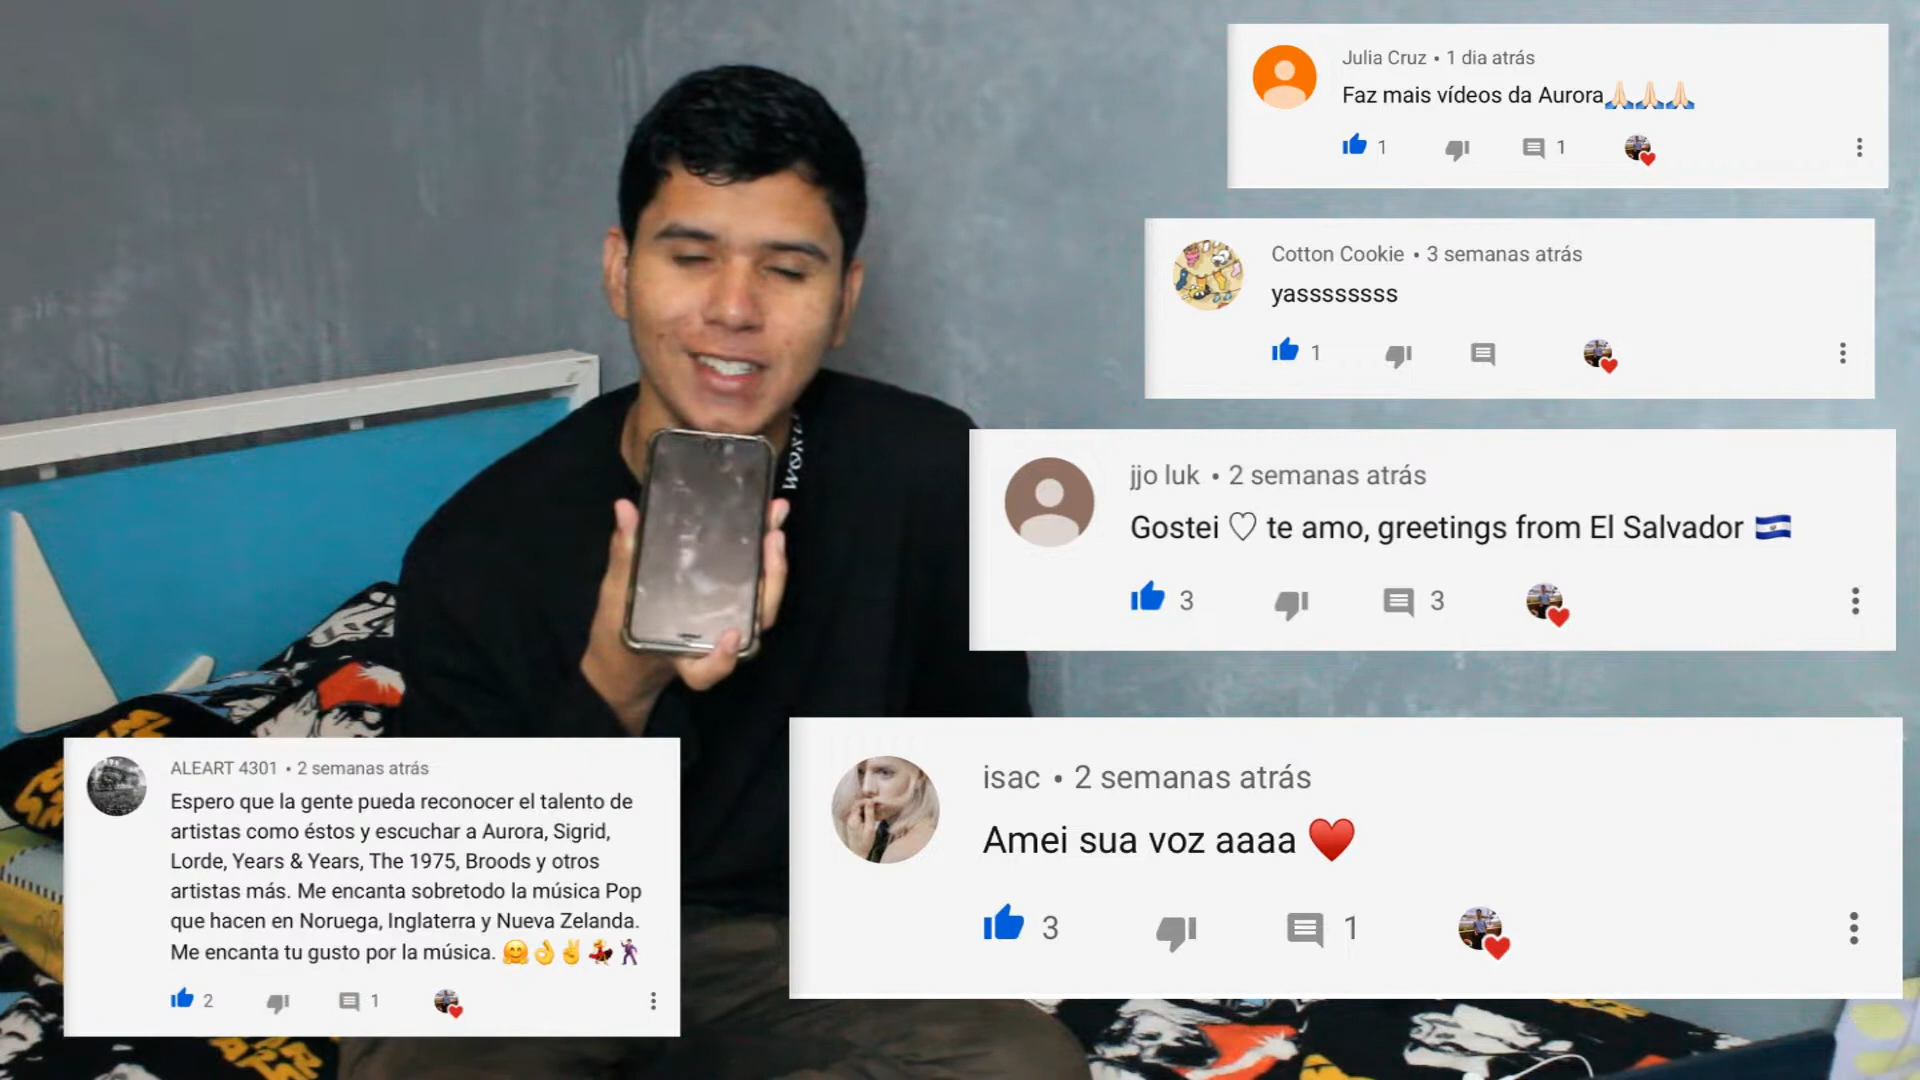 Julia Cruz • 1 dia atrás
Faz mais vídeos da Aurora🙏🏻🙏🏻🙏🏻
1
1
Cotton Cookie • 3 semanas atrás
yassssssss
1
jjo luk • 2 semanas atrás
Gostei ♡ te amo, greetings from El Salvador 🇸🇻
3
3
isac • 2 semanas atrás
Amei sua voz aaaa ♥️
3
1
ALEART 4301 • 2 semanas atrás
Espero que la gente pueda reconocer el talento de
artistas como éstos y escuchar a Aurora, Sigrid,
Lorde, Years & Years, The 1975, Broods y otros
artistas más. Me encanta sobretodo la música Pop
que hacen en Noruega, Inglaterra y Nueva Zelanda.
Me encanta tu gusto por la música. 🤗👌✌️💃🕺
2
1